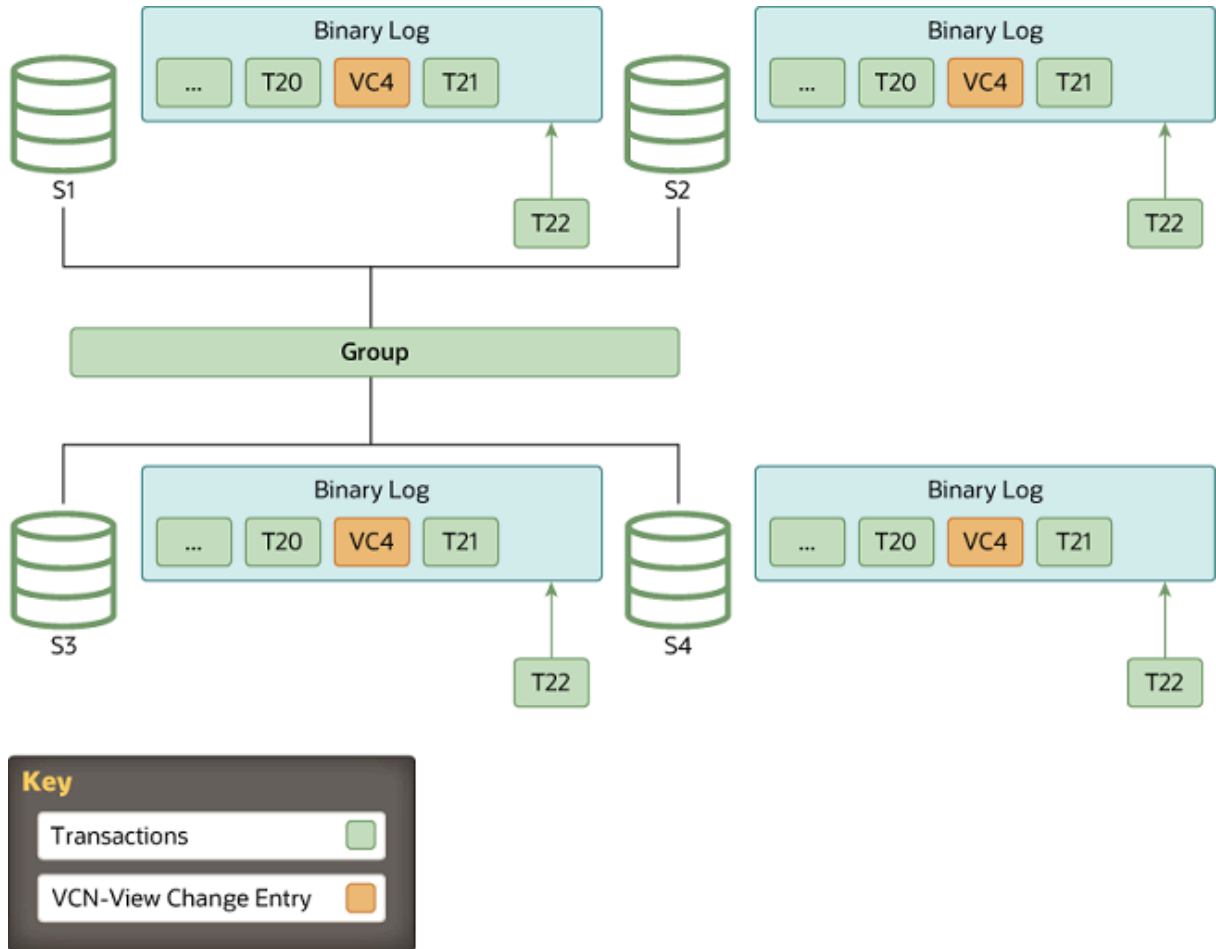 Binary Log
... T20 VC4 T21
S1
T22
Binary Log
... T20 VC4 T21
S2
T22
Group
Binary Log
... T20 VC4 T21
S3
T22
Binary Log
... T20 VC4 T21
S4
T22
Key
Transactions
VCN-View Change Entry